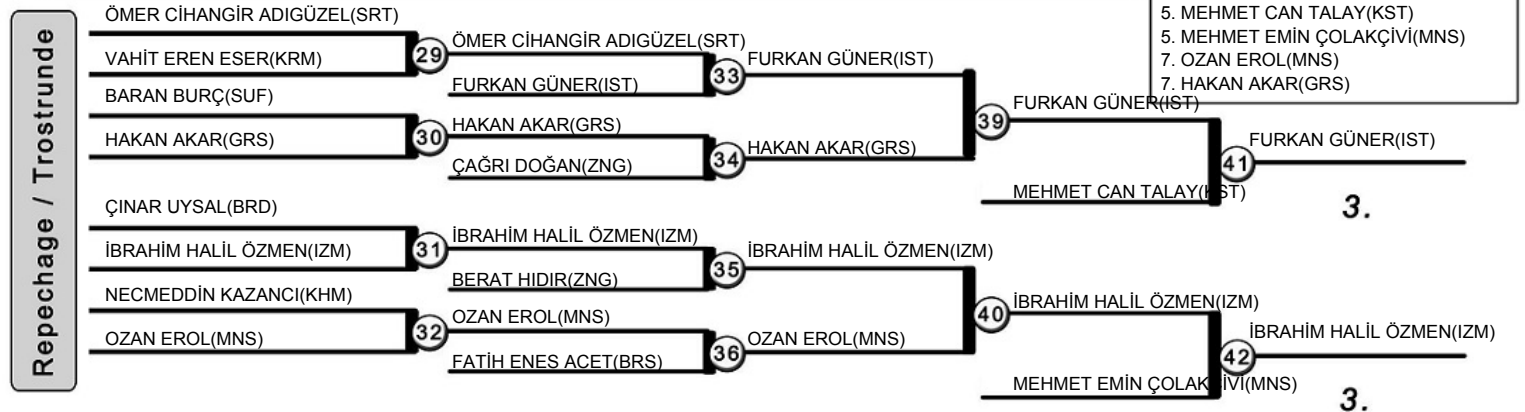 Repechage / Trostrunde
ÖMER CİHANGİR ADIGÜZEL(SRT)
VAHİT EREN ESER(KRM)
BARAN BURÇ(SUF)
HAKAN AKAR(GRS)
ÇINAR UYSAL(BRD)
İBRAHİM HALİL ÖZMEN(IZM)
NECMEDDİN KAZANCI(KHM)
OZAN EROL(MNS)
29
30
31
32
ÖMER CİHANGİR ADIGÜZEL(SRT)
FURKAN GÜNER(IST)
HAKAN AKAR(GRS)
ÇAĞRI DOĞAN(ZNG)
İBRAHİM HALİL ÖZMEN(IZM)
BERAT HIDIR(ZNG)
OZAN EROL(MNS)
FATİH ENES ACET(BRS)
33
34
35
36
FURKAN GÜNER(IST)
HAKAN AKAR(GRS)
İBRAHİM HALİL ÖZMEN(IZM)
OZAN EROL(MNS)
39
40
FURKAN GÜNER(IST)
MEHMET CAN TALAY(KST)
İBRAHİM HALİL ÖZMEN(IZM)
MEHMET EMİN ÇOLAKÇİVİ(MNS)
41
42
FURKAN GÜNER(IST)
3.
İBRAHİM HALİL ÖZMEN(IZM)
3.
5. MEHMET CAN TALAY(KST)
5. MEHMET EMİN ÇOLAKÇİVİ(MNS)
7. OZAN EROL(MNS)
7. HAKAN AKAR(GRS)